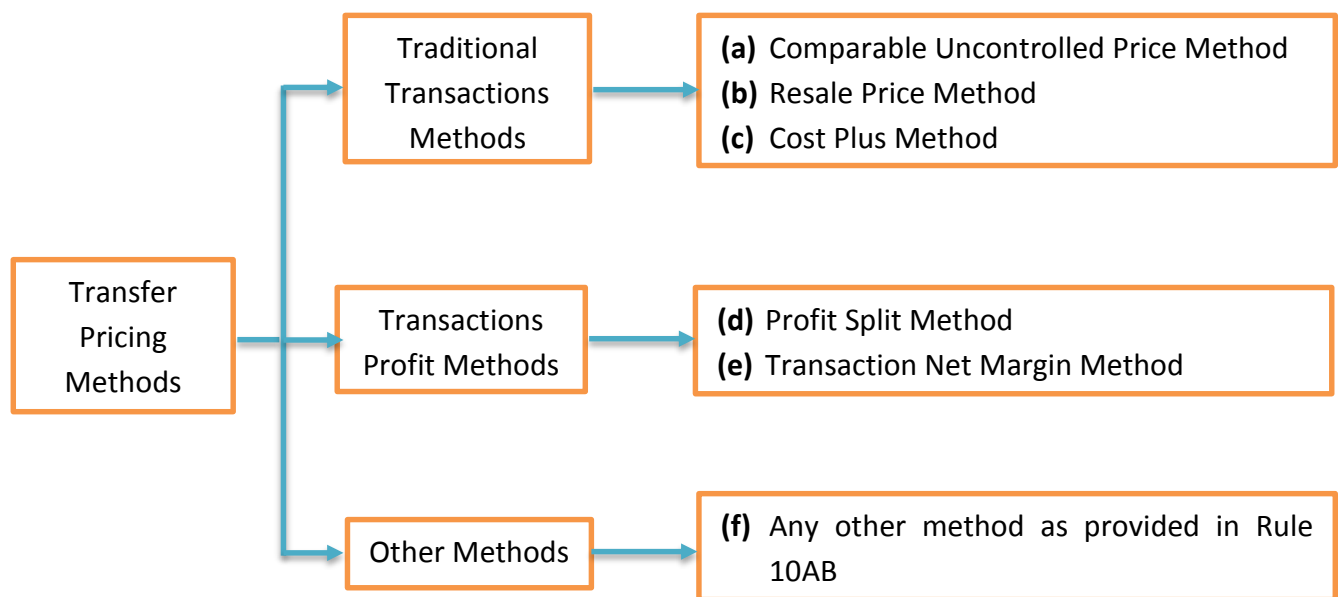 Transfer
Pricing
Methods
Traditional
Transactions
Methods
(a) Comparable Uncontrolled Price Method
(b) Resale Price Method
(c) Cost Plus Method
Transactions
Profit Methods
(d) Profit Split Method
(e) Transaction Net Margin Method
Other Methods
(f) Any other method as provided in Rule
10AB